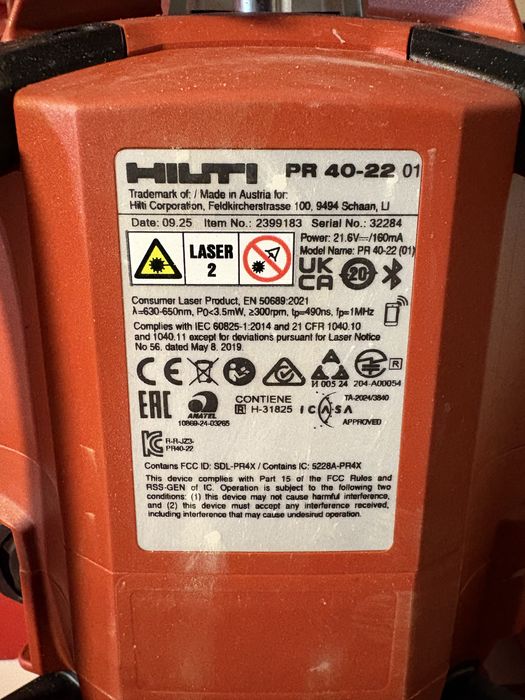 HILTI PR 40-22 01
Trademark of: / Made in Austria for:
Hilti Corporation, Feldkircherstrasse 100, 9494 Schaan, LI
Date: 09.25 Item No.: 2399183 Serial No.: 32284
LASER
2
Power: 21.6V⎓/160mA
Model Name: PR 40-22 (01)
UK
CA
20
Consumer Laser Product, EN 50689:2021
λ=630-650nm, P0<3.5mW, ≥300rpm, tp=490ns, fp=1MHz
Complies with IEC 60825-1:2014 and 21 CFR 1040.10
and 1040.11 except for deviations pursuant for Laser Notice
No 56. dated May 8. 2019.
CE
И 005 24
R
204-A00054
EAC
ANATEL
10869-24-03265
CONTIENE
R H-31825
ICASA
TA-2024/3840
APPROVED
R-R-JZ3-
PR40-22
Contains FCC ID: SDL-PR4X / Contains IC: 5228A-PR4X
This device complies with Part 15 of the FCC Rules and
RSS-GEN of IC. Operation is subject to the following two
conditions: (1) this device may not cause harmful interference,
and (2) this device must accept any interference received,
including interference that may cause undesired operation.